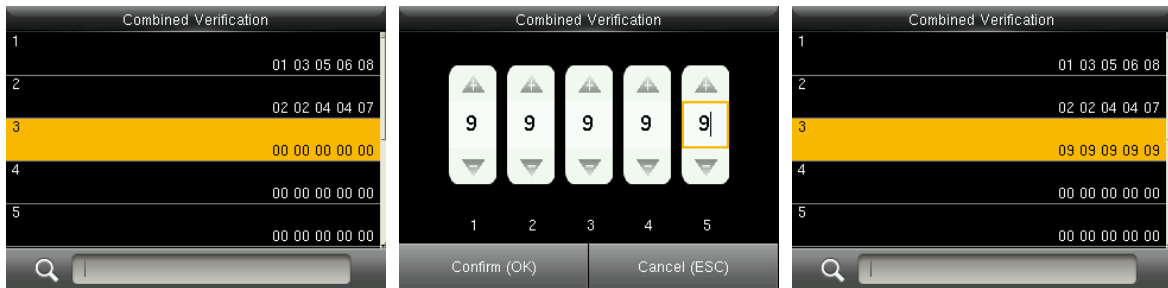 Combined Verification
1
01 03 05 06 08
2
02 02 04 04 07
3
00 00 00 00 00
4
00 00 00 00 00
5
00 00 00 00 00
Combined Verification
9 9 9 9 9
1 2 3 4 5
Confirm (OK) Cancel (ESC)
Combined Verification
1
01 03 05 06 08
2
02 02 04 04 07
3
09 09 09 09 09
4
00 00 00 00 00
5
00 00 00 00 00